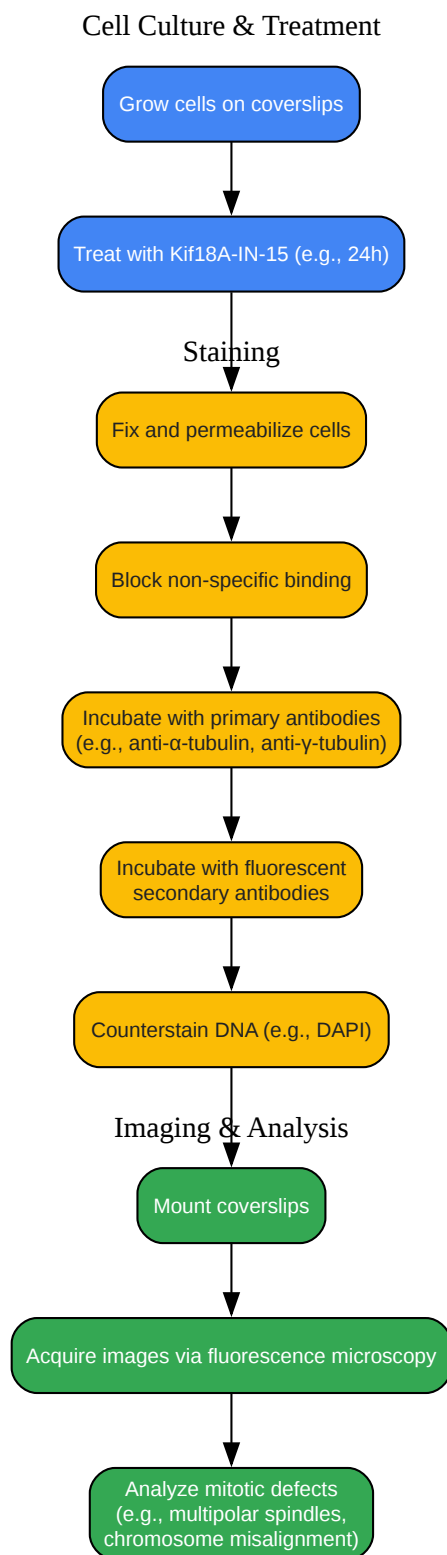 Cell Culture & Treatment
Grow cells on coverslips
Treat with Kif18A-IN-15 (e.g., 24h)
Staining
Fix and permeabilize cells
Block non-specific binding
Incubate with primary antibodies
(e.g., anti-α-tubulin, anti-γ-tubulin)
Incubate with fluorescent
secondary antibodies
Counterstain DNA (e.g., DAPI)
Imaging & Analysis
Mount coverslips
Acquire images via fluorescence microscopy
Analyze mitotic defects
(e.g., multipolar spindles,
chromosome misalignment)